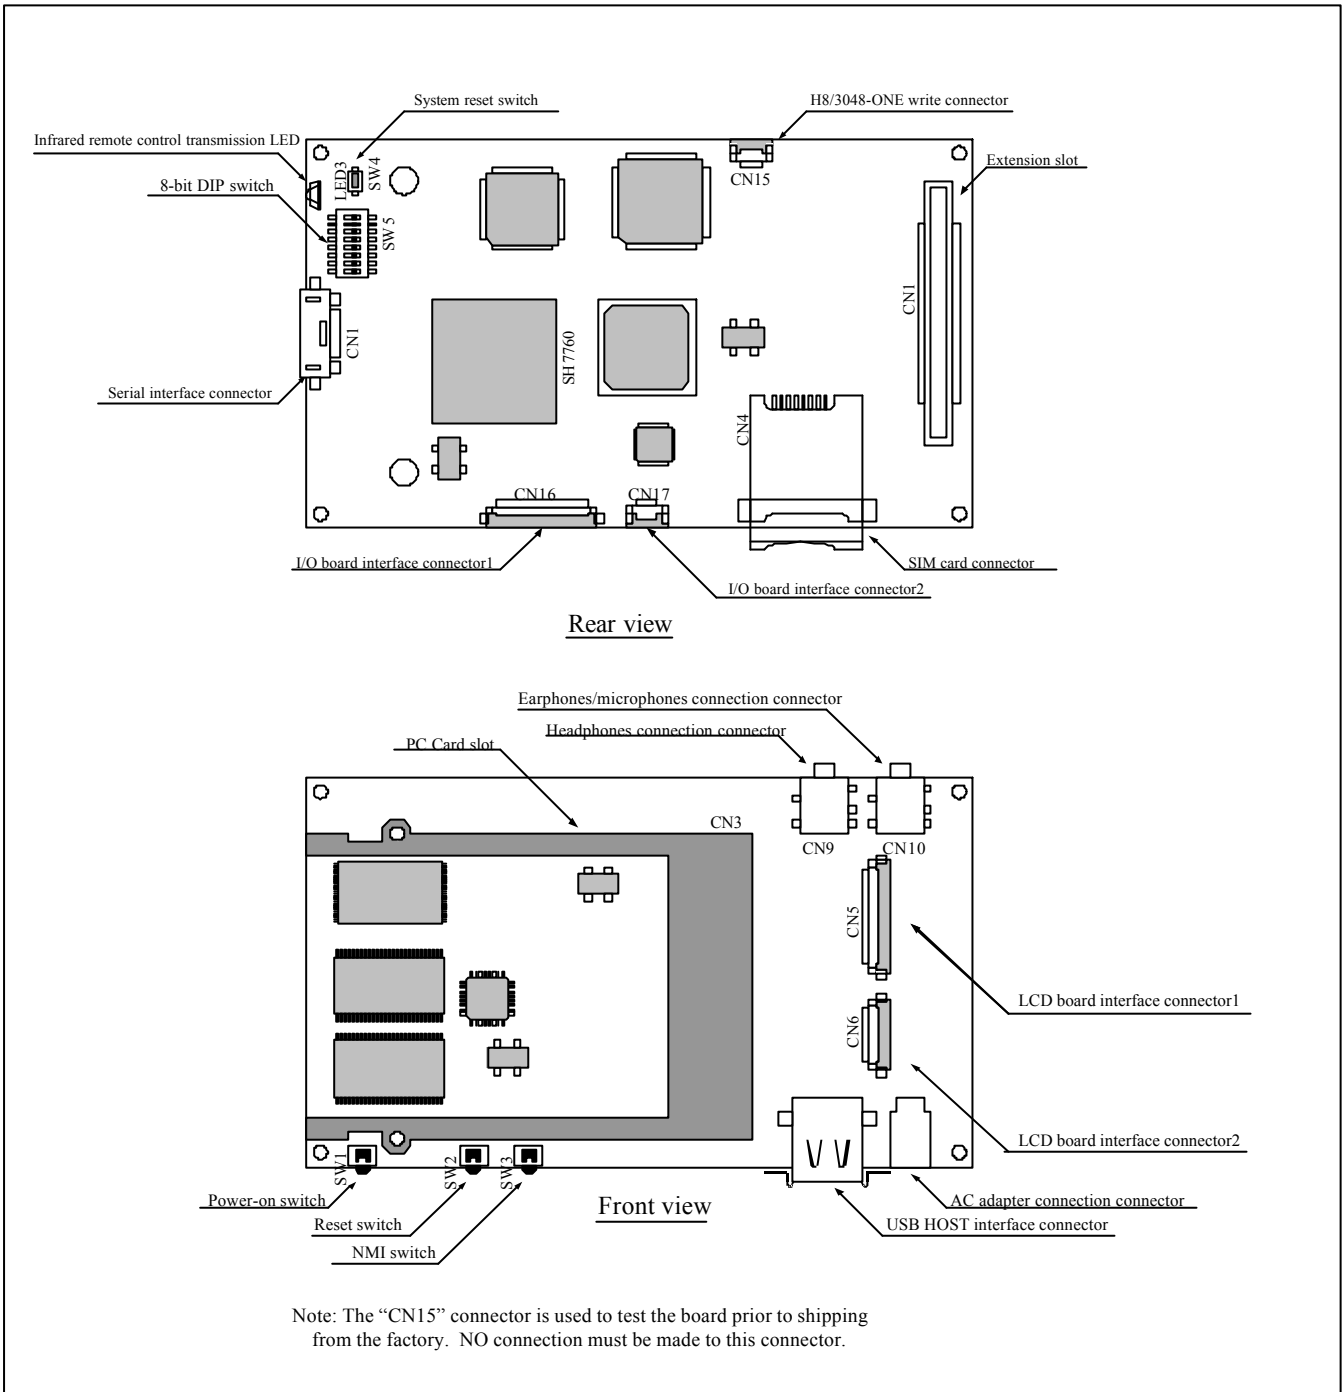 System reset switch
H8/3048-ONE write connector
Infrared remote control transmission LED
Extension slot
8-bit DIP switch
LED3
SW4
CN15
SW 5
CN1
CN1
SH 7760
Serial interface connector
CN4
CN16
CN17
I/O board interface connector1
SIM card connector
I/O board interface connector2
Rear view
Earphones/microphones connection connector
Headphones connection connector
PC Card slot
CN3
CN9
CN10
CN5
LCD board interface connector1
CN6
LCD board interface connector2
SW1
SW2
SW3
Power-on switch
Front view
AC adapter connection connector
Reset switch
USB HOST interface connector
NMI switch
Note: The “CN15” connector is used to test the board prior to shipping
from the factory. NO connection must be made to this connector.